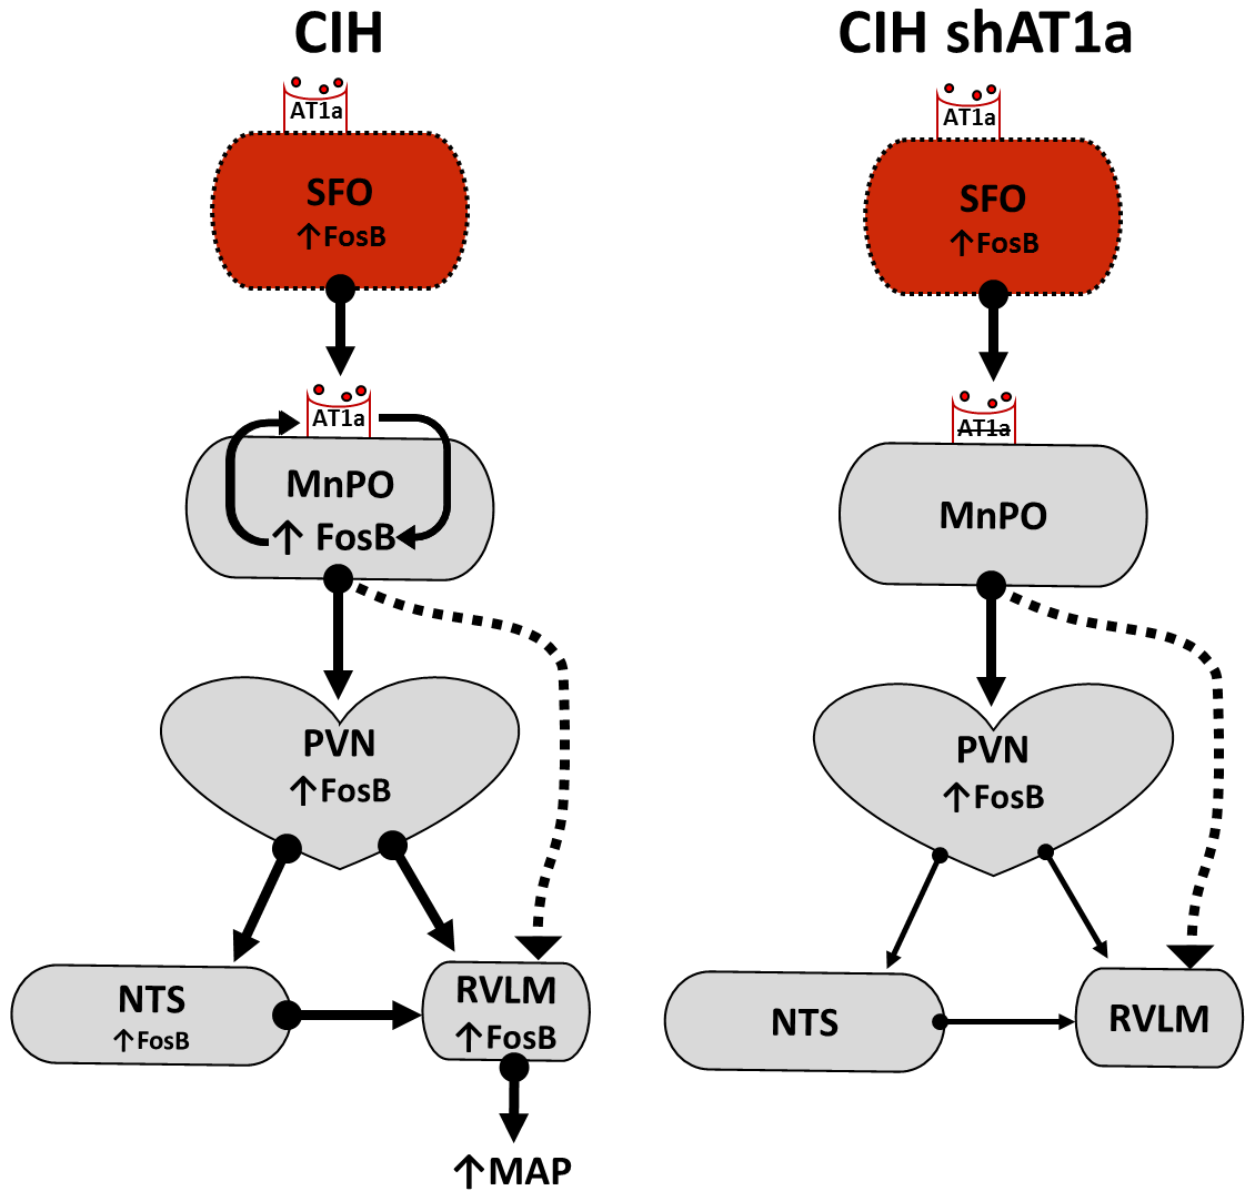 CIH
AT1a
SFO
↑FosB
AT1a
MnPO
↑ FosB
PVN
↑FosB
NTS
↑FosB
RVLM
↑FosB
↑MAP
CIH shAT1a
AT1a
SFO
↑FosB
AT1a
MnPO
PVN
↑FosB
NTS
RVLM